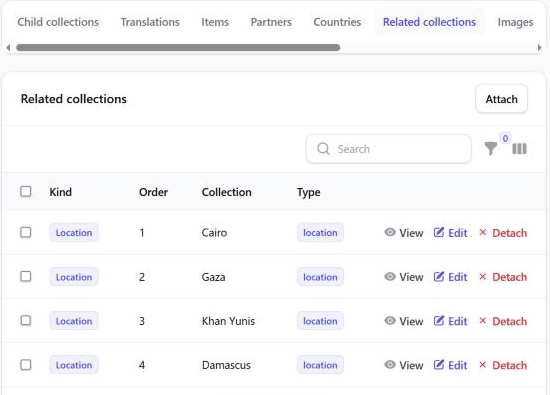 Child collections Translations Items Partners Countries Related collections Images
Related collections Attach
Search 0
Kind Order Collection Type
Location 1 Cairo location View Edit Detach
Location 2 Gaza location View Edit Detach
Location 3 Khan Yunis location View Edit Detach
Location 4 Damascus location View Edit Detach